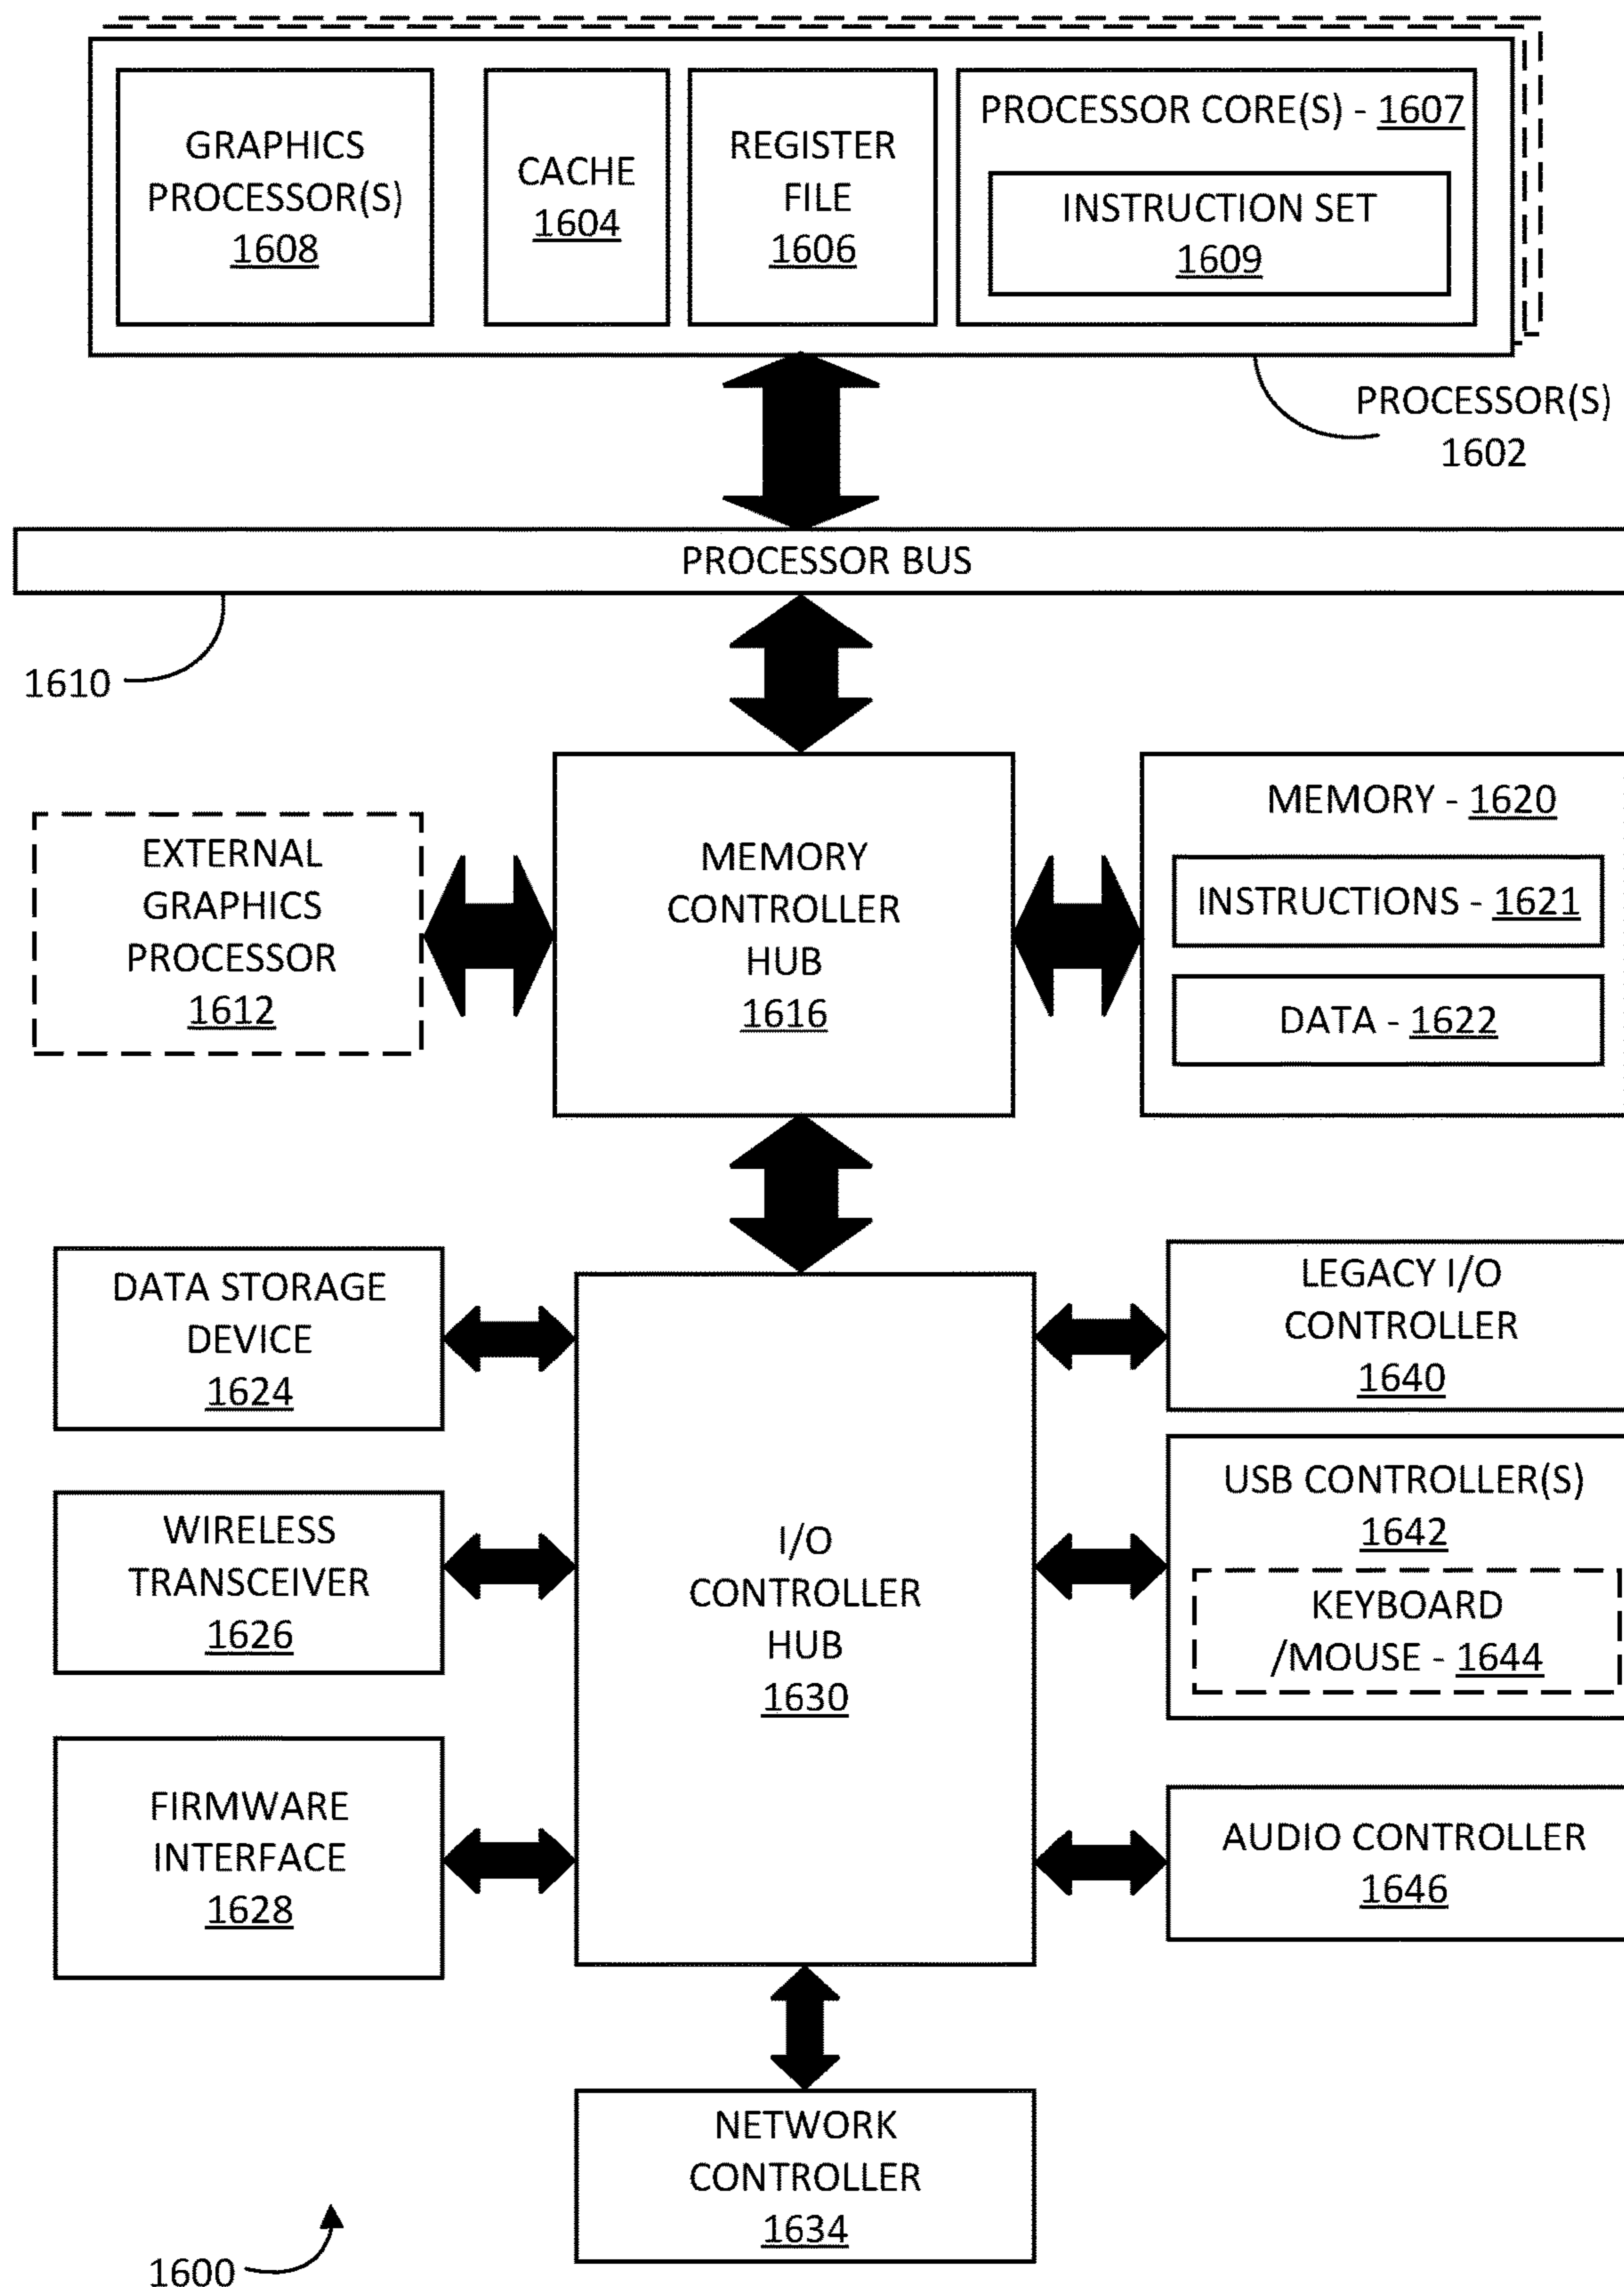 GRAPHICS
PROCESSOR(S)
1608
CACHE
1604
REGISTER
FILE
1606
PROCESSOR CORE(S) - 1607
INSTRUCTION SET
1609
PROCESSOR(S)
1602
PROCESSOR BUS
1610
EXTERNAL
GRAPHICS
PROCESSOR
1612
MEMORY
CONTROLLER
HUB
1616
MEMORY - 1620
INSTRUCTIONS - 1621
DATA - 1622
DATA STORAGE
DEVICE
1624
WIRELESS
TRANSCEIVER
1626
FIRMWARE
INTERFACE
1628
I/O
CONTROLLER
HUB
1630
LEGACY I/O
CONTROLLER
1640
USB CONTROLLER(S)
1642
KEYBOARD
/MOUSE - 1644
AUDIO CONTROLLER
1646
NETWORK
CONTROLLER
1634
1600